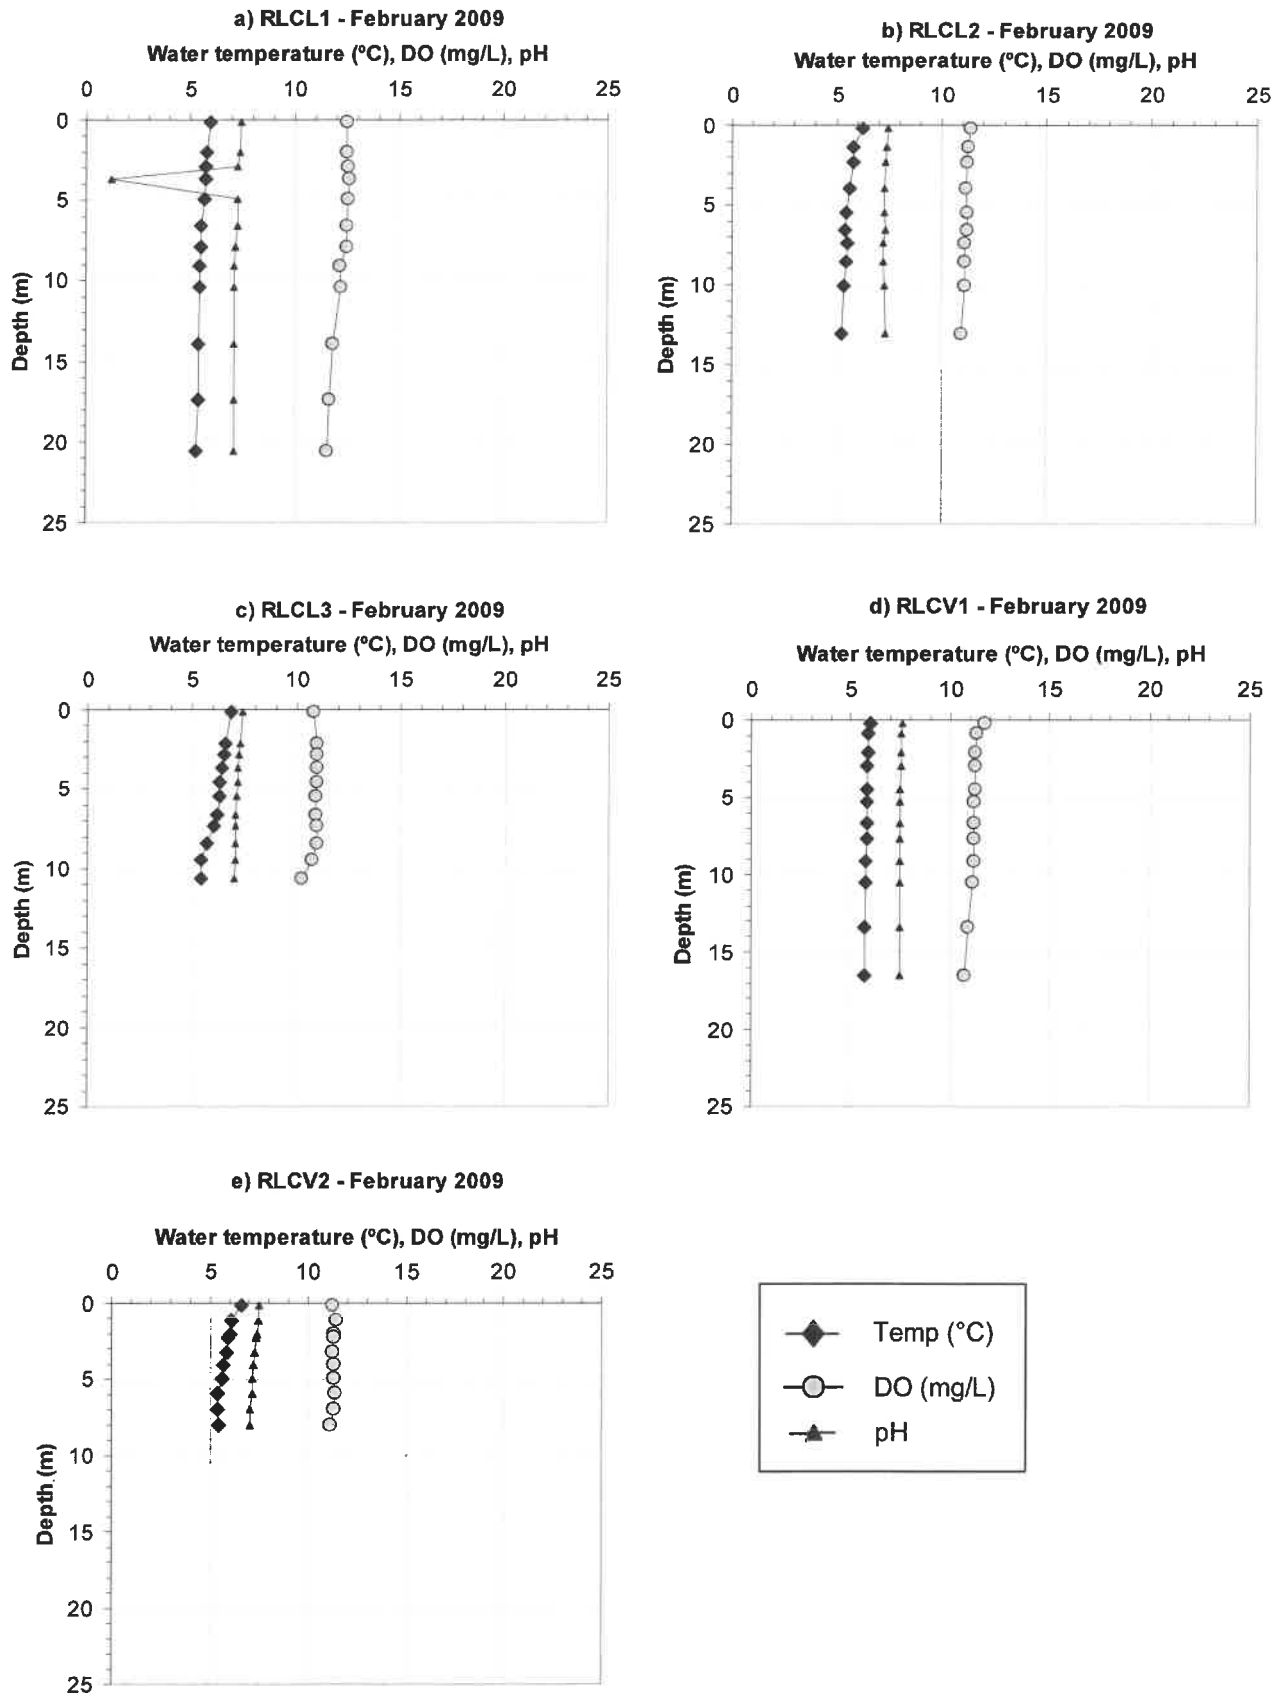 a) RLCL1 - February 2009
Water temperature (ºC), DO (mg/L), pH
0 5 10 15 20 25
0
5
10
15
20
25
Depth (m)
b) RLCL2 - February 2009
Water temperature (ºC), DO (mg/L), pH
0 5 10 15 20 25
0
5
10
15
20
25
Depth (m)
c) RLCL3 - February 2009
Water temperature (ºC), DO (mg/L), pH
0 5 10 15 20 25
0
5
10
15
20
25
Depth (m)
d) RLCV1 - February 2009
Water temperature (ºC), DO (mg/L), pH
0 5 10 15 20 25
0
5
10
15
20
25
Depth (m)
e) RLCV2 - February 2009
Water temperature (ºC), DO (mg/L), pH
0 5 10 15 20 25
0
5
10
15
20
25
Depth (m)
Temp (°C)
DO (mg/L)
pH